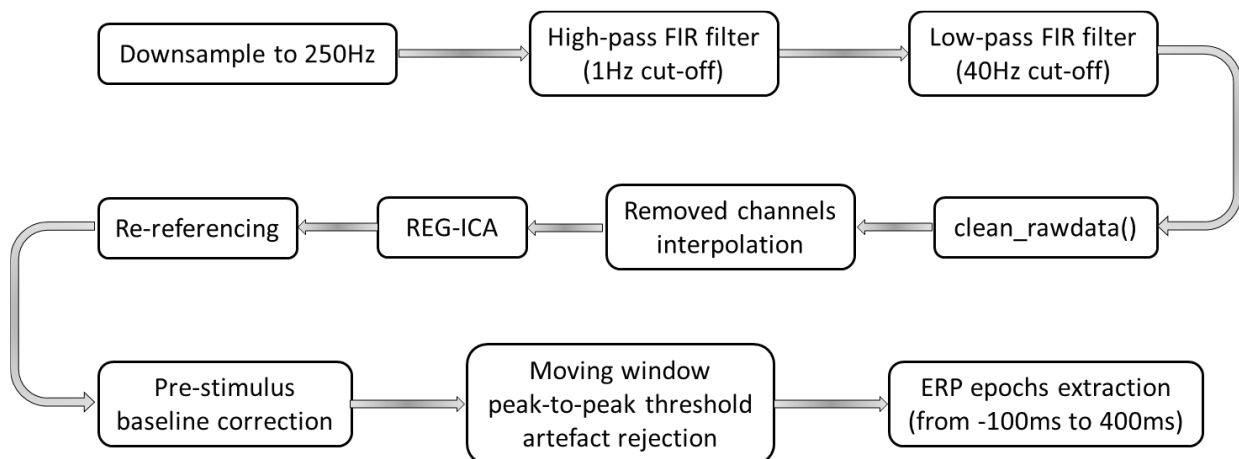 Downsample to 250Hz
High-pass FIR filter
(1Hz cut-off)
Low-pass FIR filter
(40Hz cut-off)
clean_rawdata()
Removed channels
interpolation
REG-ICA
Re-referencing
Pre-stimulus
baseline correction
Moving window
peak-to-peak threshold
artefact rejection
ERP epochs extraction
(from -100ms to 400ms)